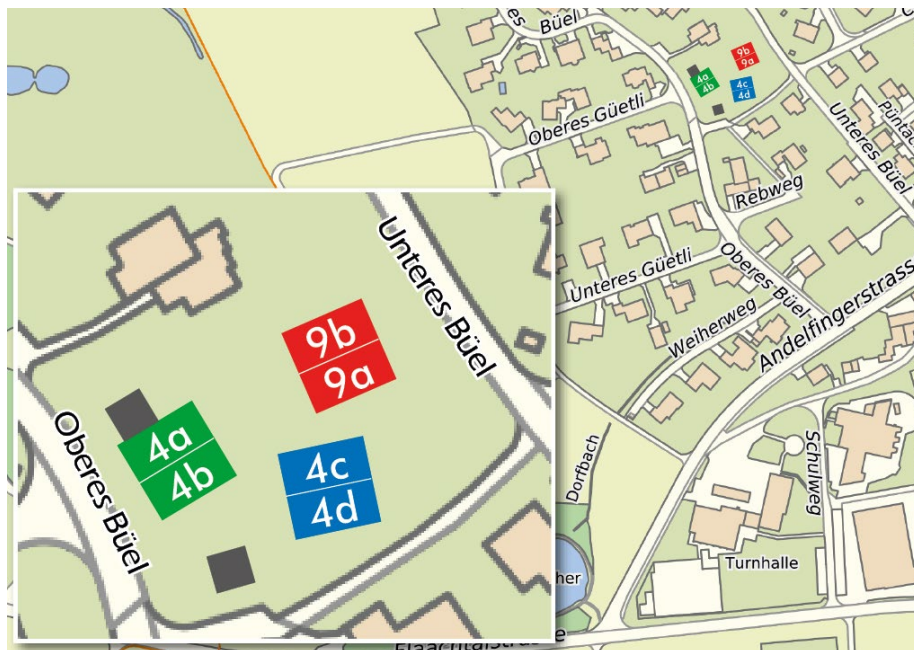 Oberes
Büel
9b
9a
4a
4b
4c
4d
Oberes Güetli
Unteres Büel
Rebweg
Unteres Güetli
Oberes Büel
Weiherweg
Andelfingerstrass
Dorfbach
Schulweg
Turnhalle
Unteres Büel
9b
9a
4a
4b
4c
4d
Oberes Büel